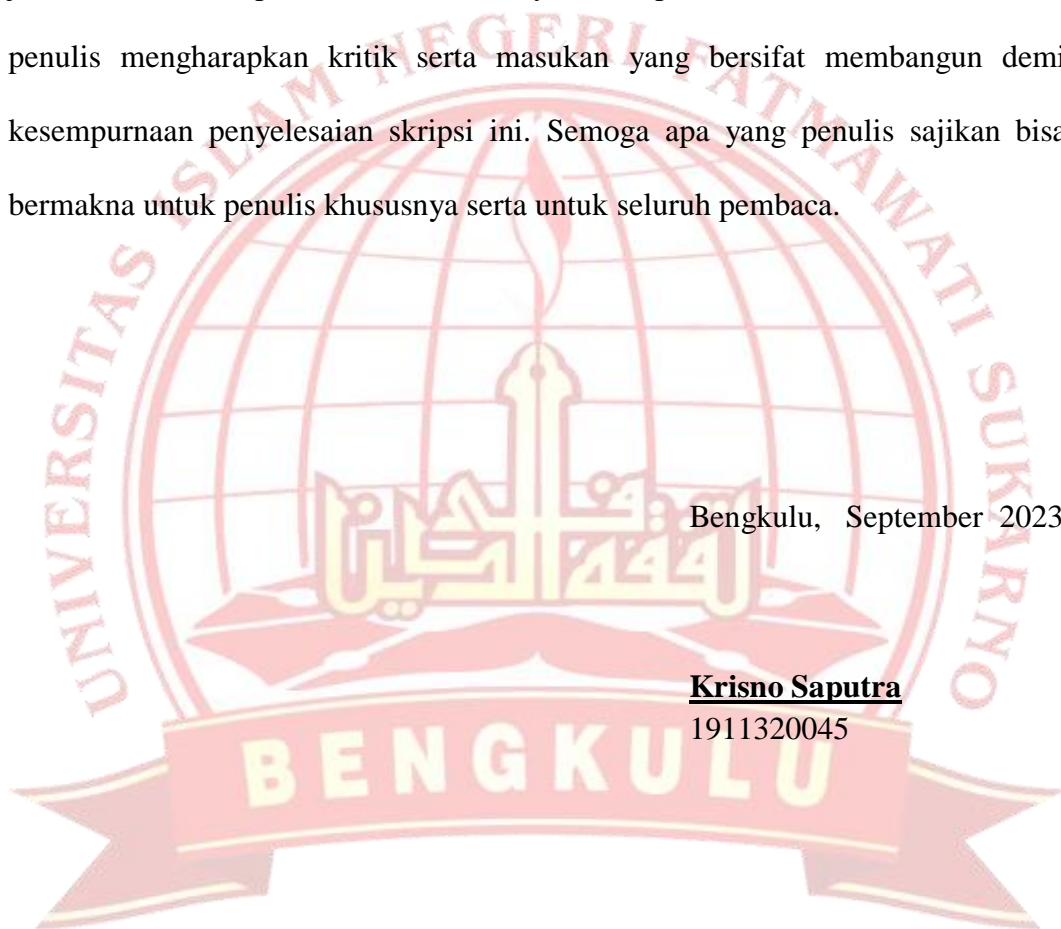 penulis mengharapkan kritik serta masukan yang bersifat membangun demi
kesempurnaan penyelesaian skripsi ini. Semoga apa yang penulis sajikan bisa
bermakna untuk penulis khususnya serta untuk seluruh pembaca.
UNIVERSITAS ISLAM NEGERI FATMAWATI SUKARNO
Bengkulu, September 2023
Krisno Saputra
1911320045
BENGKULU